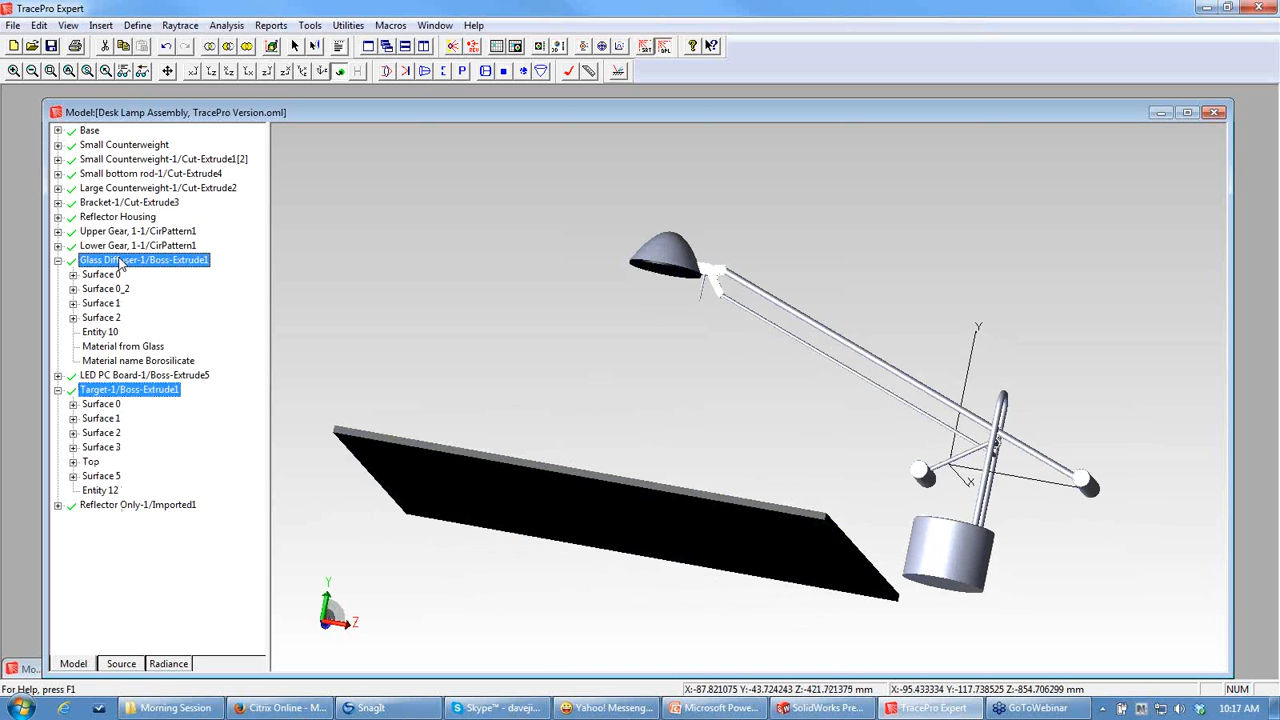 TracePro Expert
File Edit View Insert Define Raytrace Analysis Reports Tools Utilities Macros Window Help
Model:[Desk Lamp Assembly, TracePro Version.oml]
Base
Small Counterweight
Small Counterweight-1/Cut-Extrude1[2]
Small bottom rod-1/Cut-Extrude4
Large Counterweight-1/Cut-Extrude2
Bracket-1/Cut-Extrude3
Reflector Housing
Upper Gear, 1-1/CirPattern1
Lower Gear, 1-1/CirPattern1
Glass Diffuser-1/Boss-Extrude1
Surface 0
Surface 0_2
Surface 1
Surface 2
Entity 10
Material from Glass
Material name Borosilicate
LED PC Board-1/Boss-Extrude5
Target-1/Boss-Extrude1
Surface 0
Surface 1
Surface 2
Surface 3
Top
Surface 5
Entity 12
Reflector Only-1/Imported1
Y
X
Y
Z
Model Source Radiance
Mo...
For Help, press F1
X:-87.821075 Y:-43.724243 Z:-421.721375 mm X:-95.433334 Y:-117.738525 Z:-854.706299 mm NUM
Morning Session Citrix Online - Mo... SnagIt Skype™ - daveji... Yahoo! Messeng... Microsoft Powe... SolidWorks Pre... TracePro Expert GoToWebinar 10:17 AM